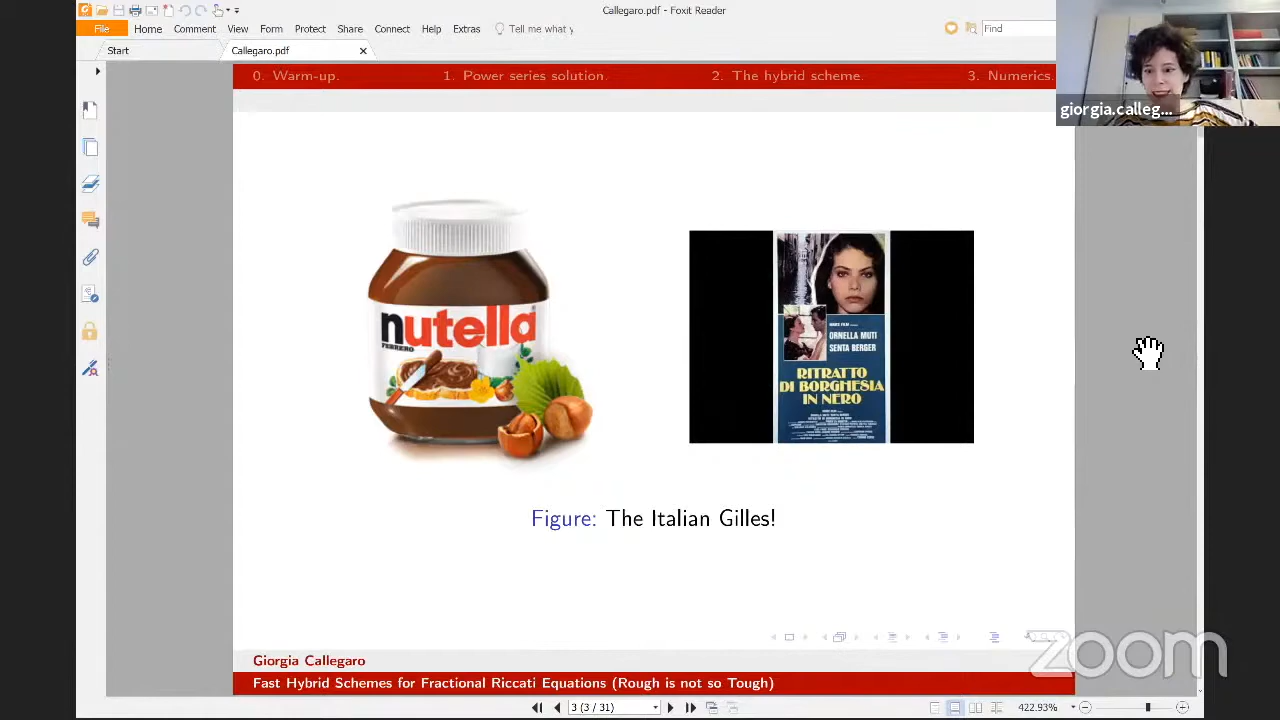 Callegaro.pdf - Foxit Reader
File Home Comment View Form Protect Share Connect Help Extras Tell me what y Find
Start Callegaro.pdf
0. Warm-up. 1. Power series solution. 2. The hybrid scheme. 3. Numerics.
giorgia.calleg...
nutella
FERRERO
ORNELLA MUTI
SENTA BERGER
RITRATTO
DI BORGHESIA
IN NERO
Figure: The Italian Gilles!
zoom
Giorgia Callegaro
Fast Hybrid Schemes for Fractional Riccati Equations (Rough is not so Tough)
3 (3 / 31) 422.93%